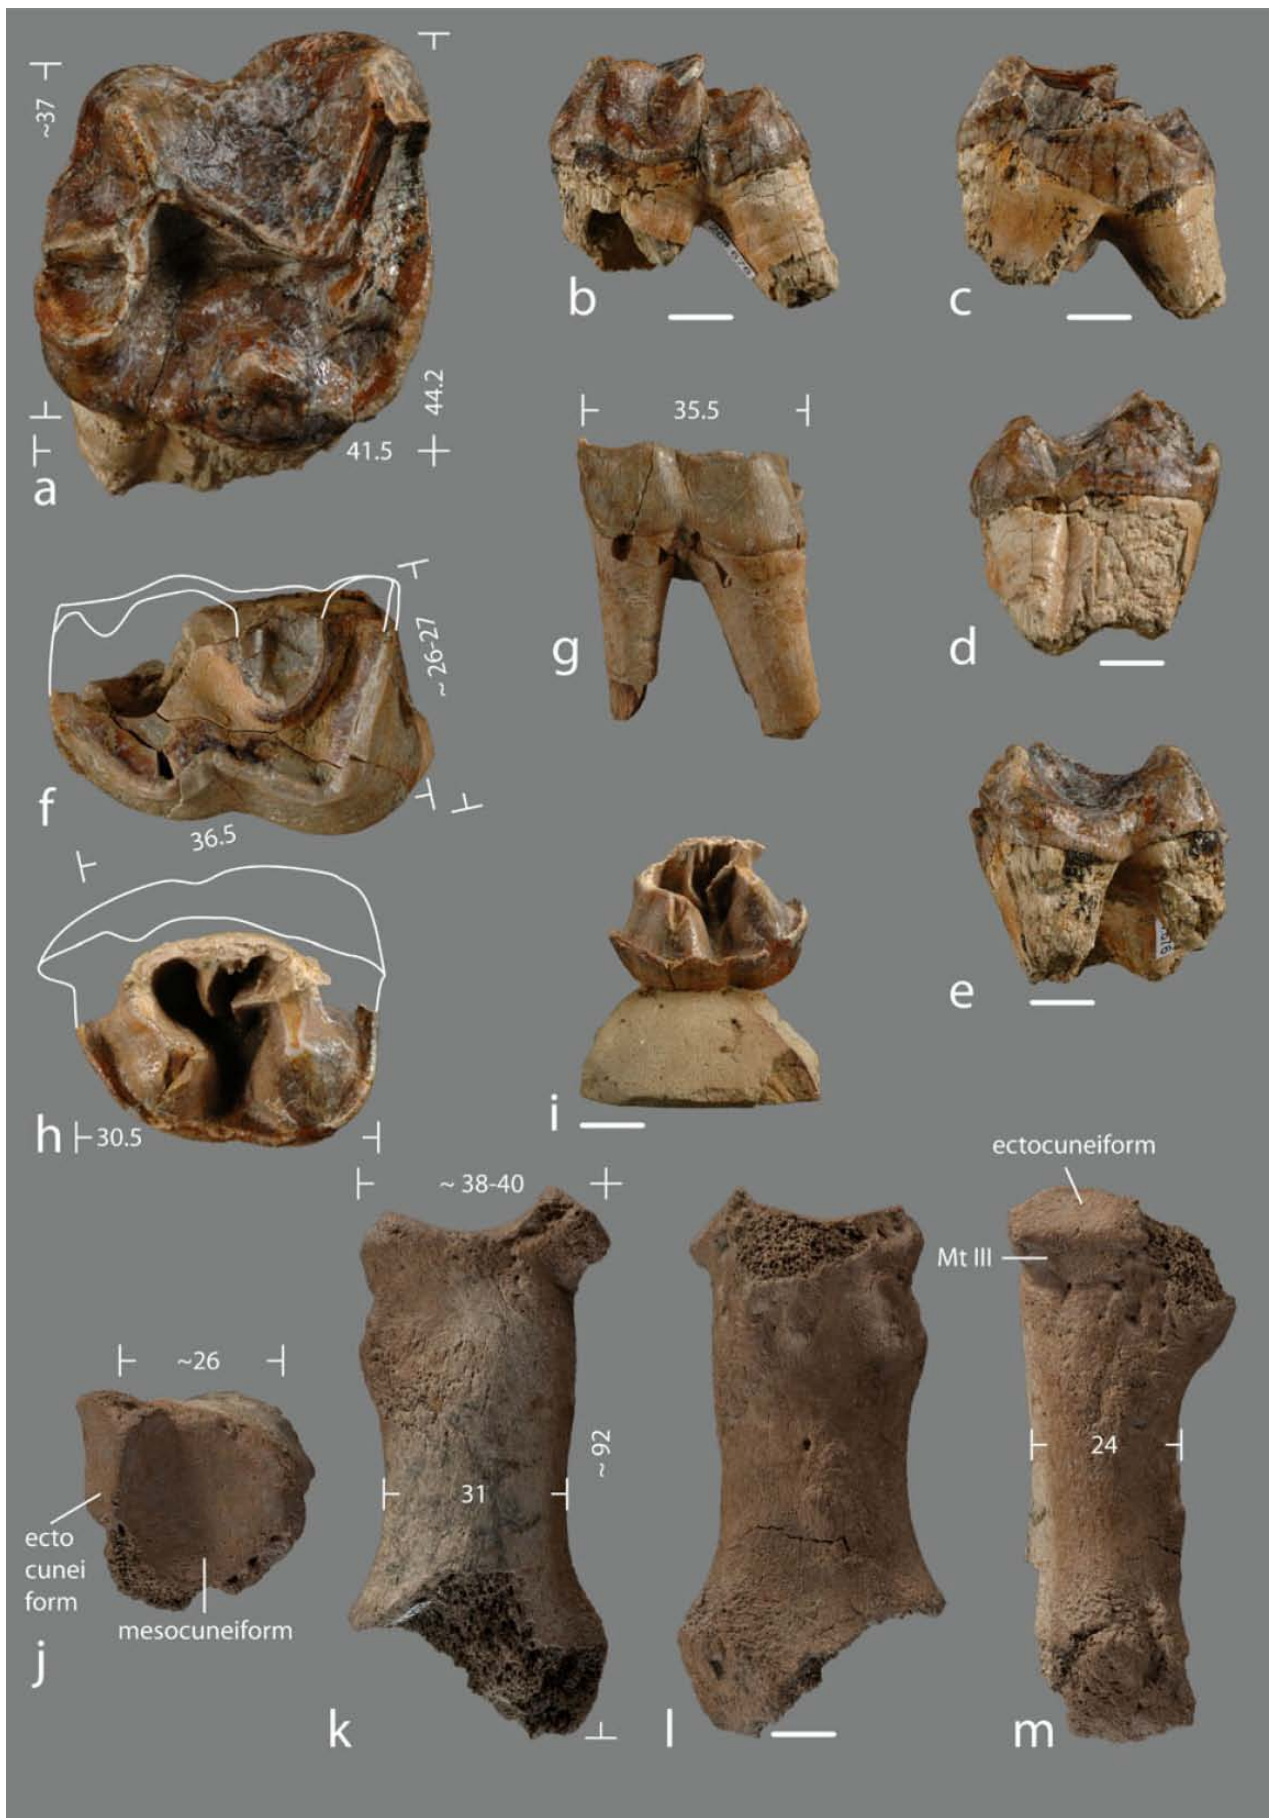 ~37
44.2
41.5
a
b
c
35.5
d
~ 26-27
g
f
36.5
e
h
30.5
i
ectocuneiform
~ 38-40
Mt III
~26
~ 92
24
31
ecto
cunei
form
mesocuneiform
j
k
l
m